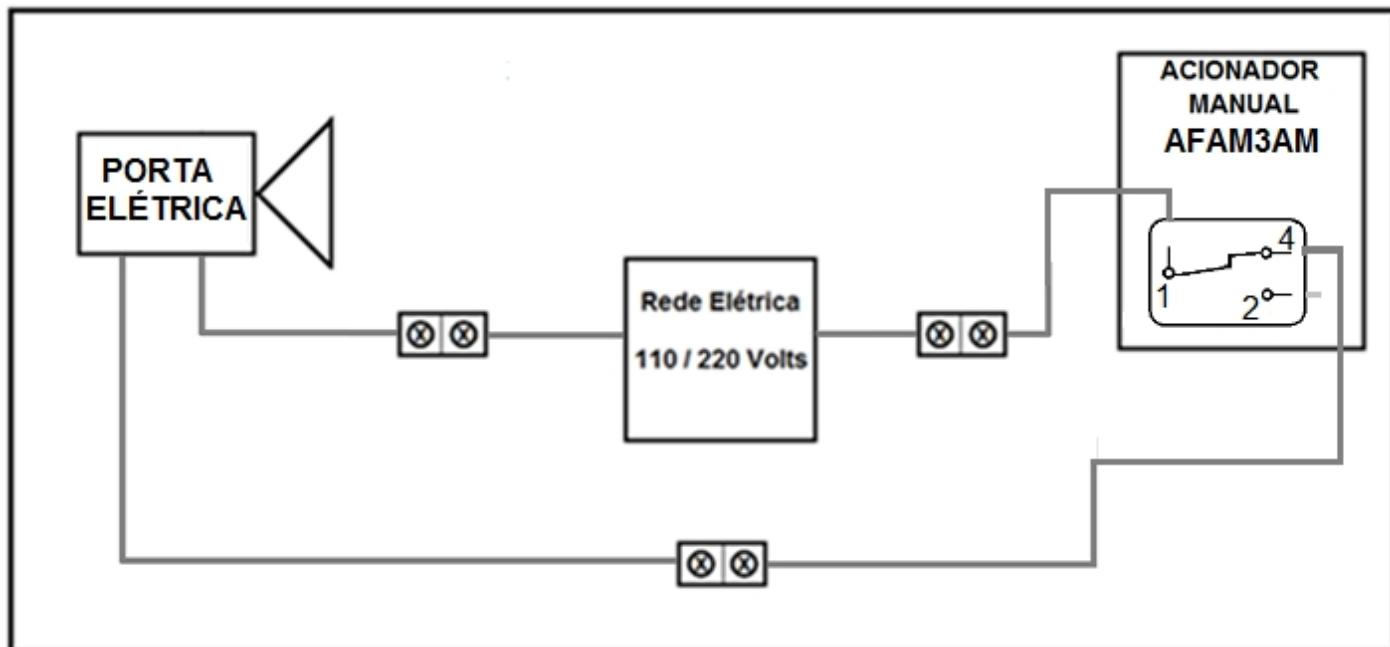 ACIONADOR
MANUAL
AFAM3AM
PORTA
ELÉTRICA
4
1
2
Rede Elétrica
110 / 220 Volts